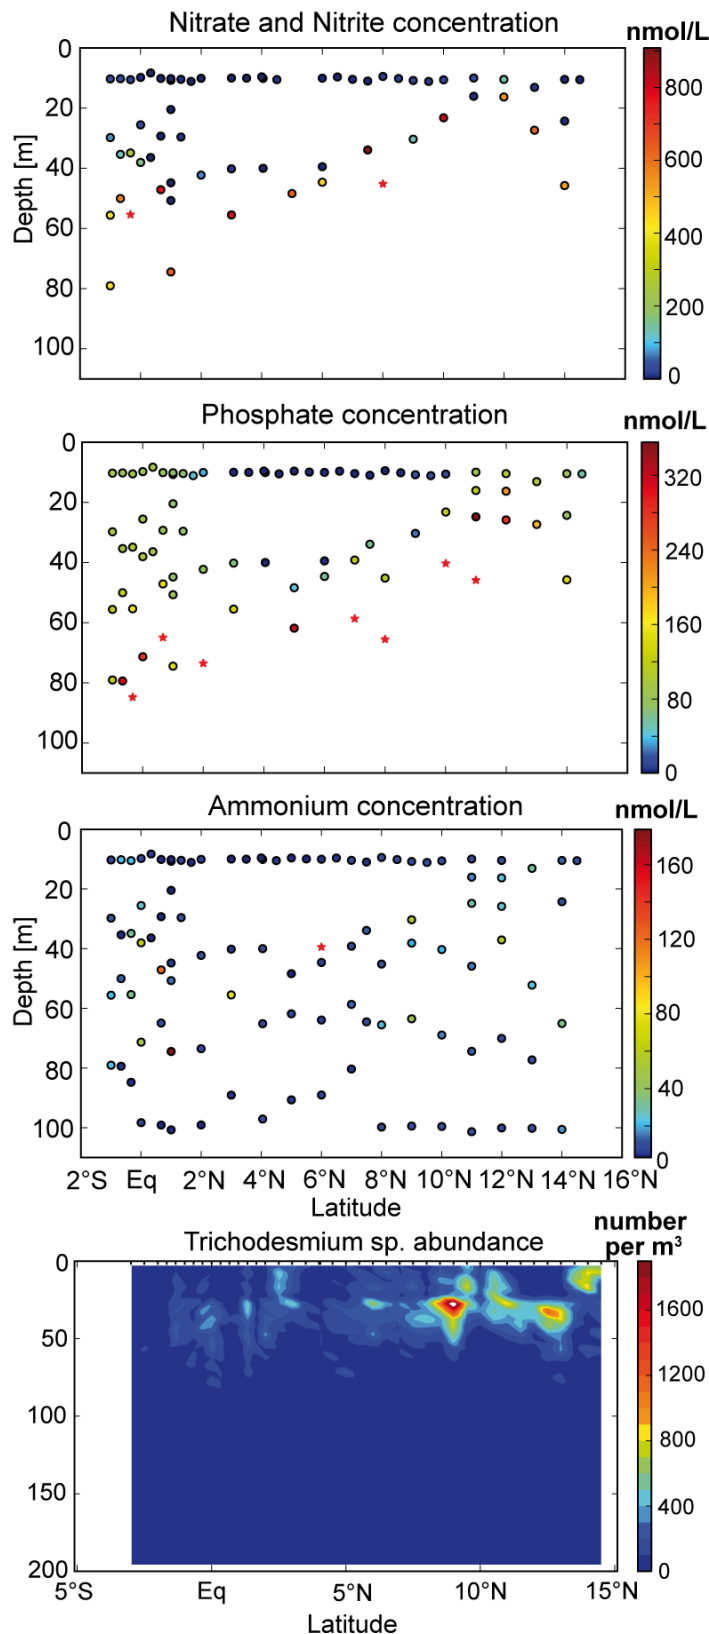 Nitrate and Nitrite concentration
nmol/L
0
20
40
60
80
100
Depth [m]
800
600
400
200
0
Phosphate concentration
nmol/L
0
20
40
60
80
100
320
240
160
80
0
Ammonium concentration
nmol/L
0
20
40
60
80
100
Depth [m]
160
120
80
40
0
2°S Eq 2°N 4°N 6°N 8°N 10°N 12°N 14°N 16°N
Latitude
Trichodesmium sp. abundance
number
per m³
0
50
100
150
200
1600
1200
800
400
0
5°S Eq 5°N 10°N 15°N
Latitude